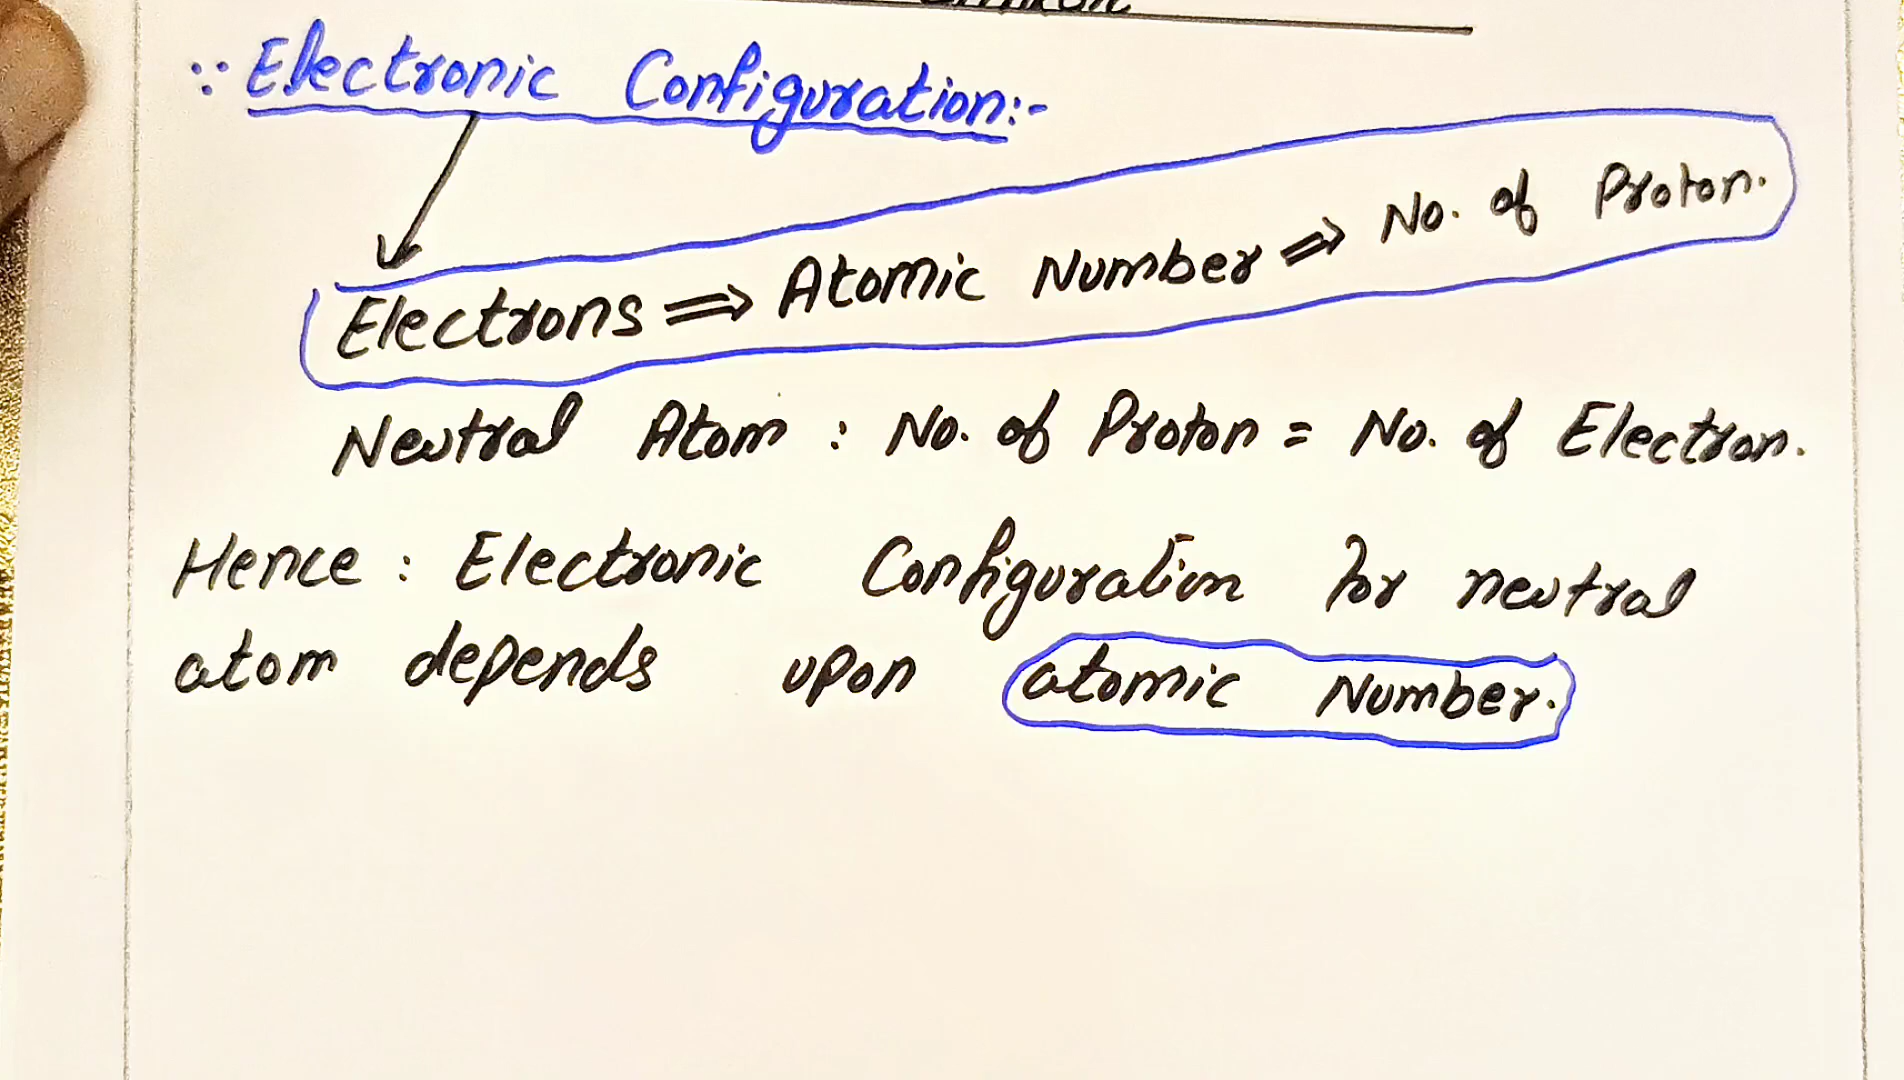 ∵ Electronic Configuration:-
Electrons ⇒ Atomic Number ⇒ No. of Proton.
Neutral Atom : No. of Proton = No. of Electron.
Hence : Electronic Configuration for neutral
atom depends upon atomic Number.